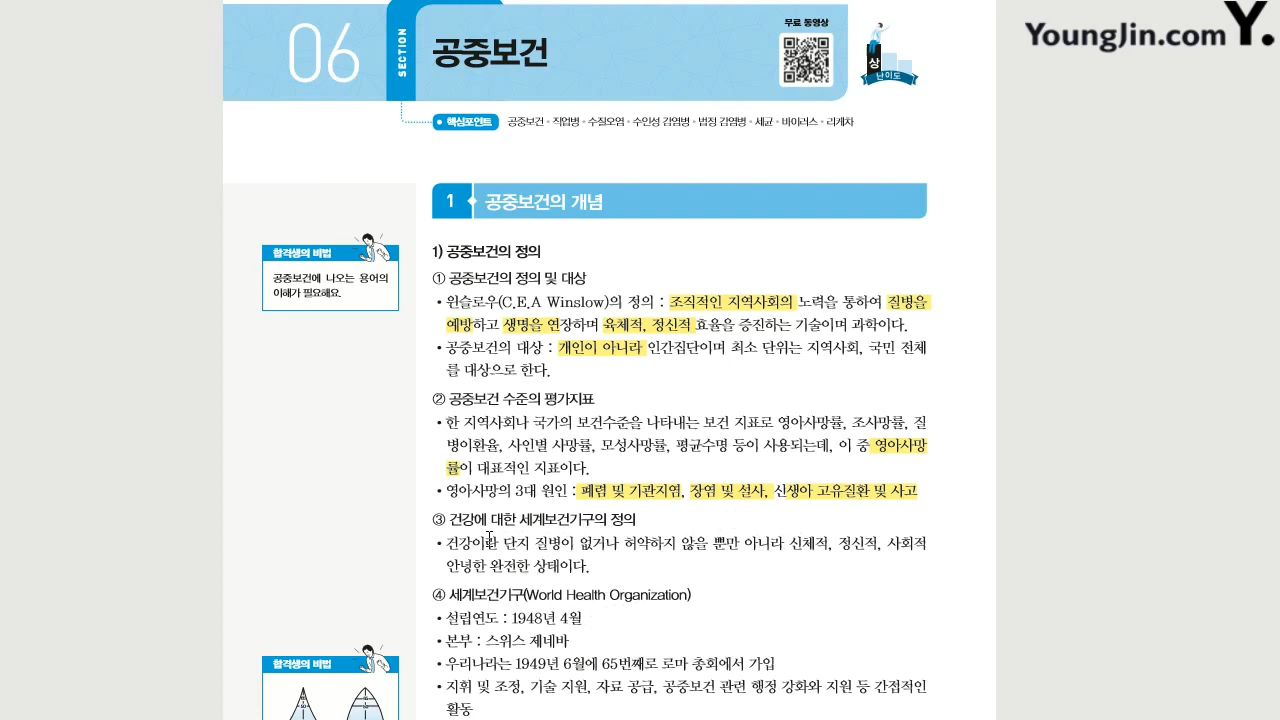 YoungJin.com Y.
06
SECTION
공중보건
무료 동영상
상
난이도
핵심포인트 공중보건 • 직업병 • 수질오염 • 수인성 감염병 • 법정 감염병 • 세균 • 바이러스 • 리케차
1 공중보건의 개념
합격생의 비법
공중보건에 나오는 용어의
이해가 필요해요.
1) 공중보건의 정의
① 공중보건의 정의 및 대상
• 윈슬로우(C.E.A Winslow)의 정의 : 조직적인 지역사회의 노력을 통하여 질병을
예방하고 생명을 연장하며 육체적, 정신적 효율을 증진하는 기술이며 과학이다.
• 공중보건의 대상 : 개인이 아니라 인간집단이며 최소 단위는 지역사회, 국민 전체
를 대상으로 한다.
② 공중보건 수준의 평가지표
• 한 지역사회나 국가의 보건수준을 나타내는 보건 지표로 영아사망률, 조사망률, 질
병이환율, 사인별 사망률, 모성사망률, 평균수명 등이 사용되는데, 이 중 영아사망
률이 대표적인 지표이다.
• 영아사망의 3대 원인 : 폐렴 및 기관지염, 장염 및 설사, 신생아 고유질환 및 사고
③ 건강에 대한 세계보건기구의 정의
• 건강이란 단지 질병이 없거나 허약하지 않을 뿐만 아니라 신체적, 정신적, 사회적
안녕한 완전한 상태이다.
④ 세계보건기구(World Health Organization)
• 설립연도 : 1948년 4월
• 본부 : 스위스 제네바
• 우리나라는 1949년 6월에 65번째로 로마 총회에서 가입
• 지휘 및 조정, 기술 지원, 자료 공급, 공중보건 관련 행정 강화와 지원 등 간접적인
활동
합격생의 비법